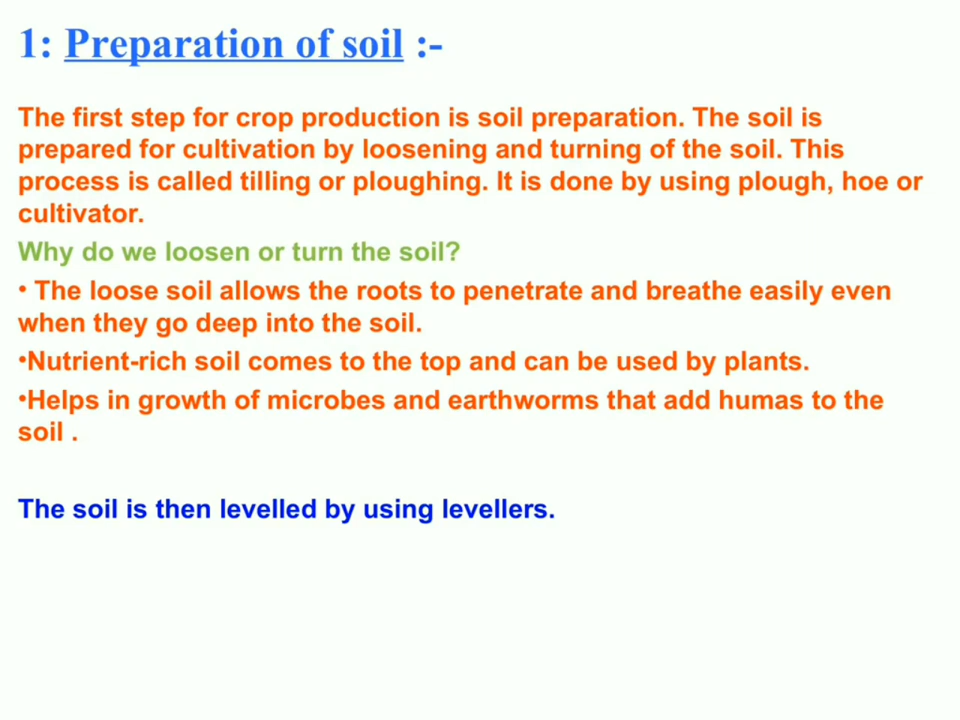 1: Preparation of soil :-
The first step for crop production is soil preparation. The soil is
prepared for cultivation by loosening and turning of the soil. This
process is called tilling or ploughing. It is done by using plough, hoe or
cultivator.
Why do we loosen or turn the soil?
• The loose soil allows the roots to penetrate and breathe easily even
when they go deep into the soil.
•Nutrient-rich soil comes to the top and can be used by plants.
•Helps in growth of microbes and earthworms that add humas to the
soil .
The soil is then levelled by using levellers.